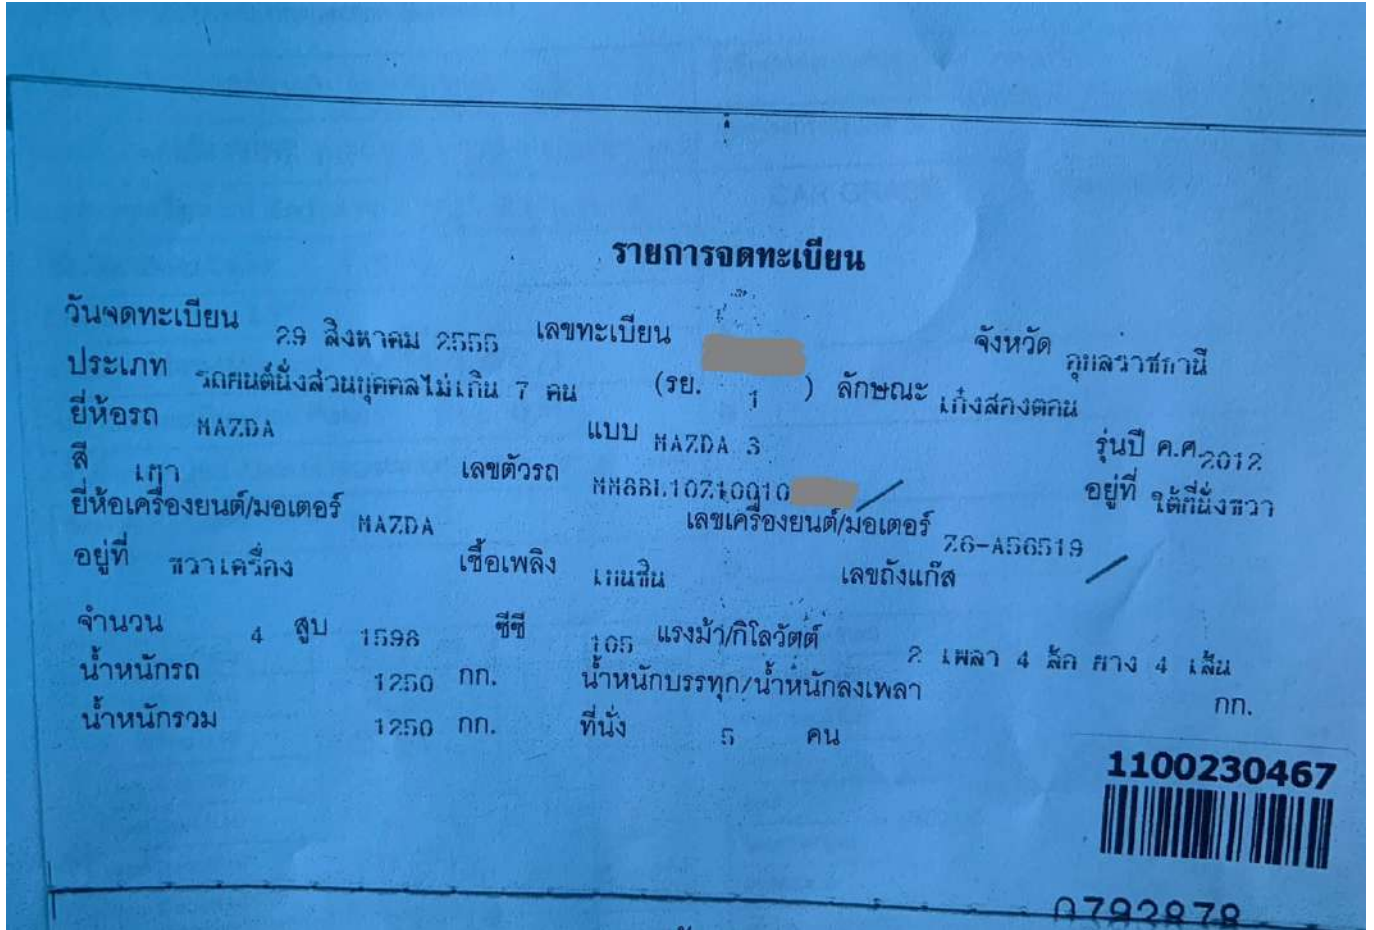 รายการจดทะเบียน
วันจดทะเบียน 29 สิงหาคม 2555 เลขทะเบียน จังหวัด อุบลราชธานี
ประเภท รถยนต์นั่งส่วนบุคคลไม่เกิน 7 คน (รย. 1 ) ลักษณะ เก๋งสองตอน
ยี่ห้อรถ MAZDA แบบ MAZDA 3 รุ่นปี ค.ศ. 2012
สี เทา เลขตัวรถ MM8BL10Z10010 อยู่ที่ ใต้ที่นั่งขวา
ยี่ห้อเครื่องยนต์/มอเตอร์ MAZDA เลขเครื่องยนต์/มอเตอร์ Z6-A56519
อยู่ที่ ขวาเครื่อง เชื้อเพลิง เบนซิน เลขถังแก๊ส
จำนวน 4 สูบ 1598 ซีซี 105 แรงม้า/กิโลวัตต์ 2 เพลา 4 ล้อ ยาง 4 เส้น
น้ำหนักรถ 1250 กก. น้ำหนักบรรทุก/น้ำหนักลงเพลา กก.
น้ำหนักรวม 1250 กก. ที่นั่ง 5 คน
1100230467
0792878